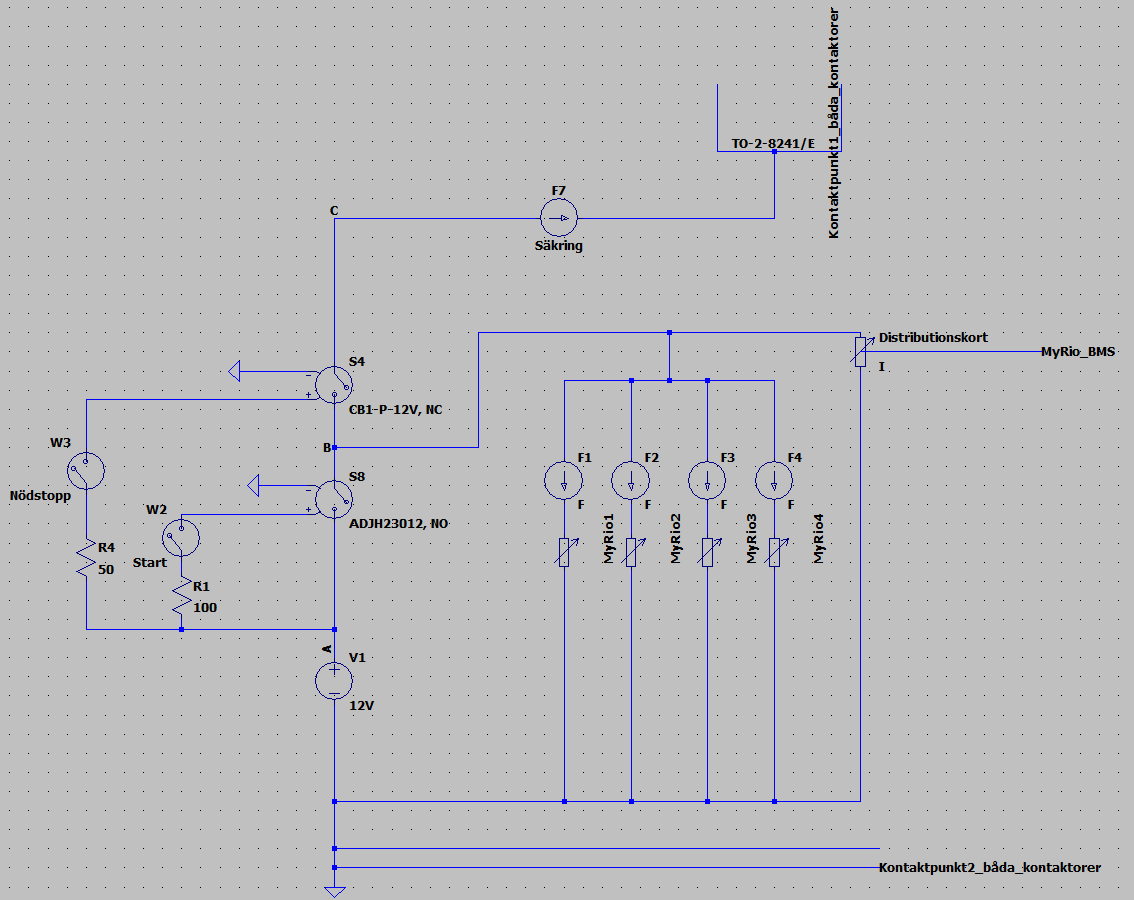 Kontaktpunkt1_båda_kontaktorer
TO-2-8241/E
F7
Säkring
C
Distributionskort
MyRio_BMS
I
S4
CB1-P-12V, NC
W3
Nödstopp
B
S8
ADJH23012, NO
F1
F
F2
F
F3
F
F4
F
MyRio1
MyRio2
MyRio3
MyRio4
W2
Start
R4
50
R1
100
A
V1
12V
Kontaktpunkt2_båda_kontaktorer